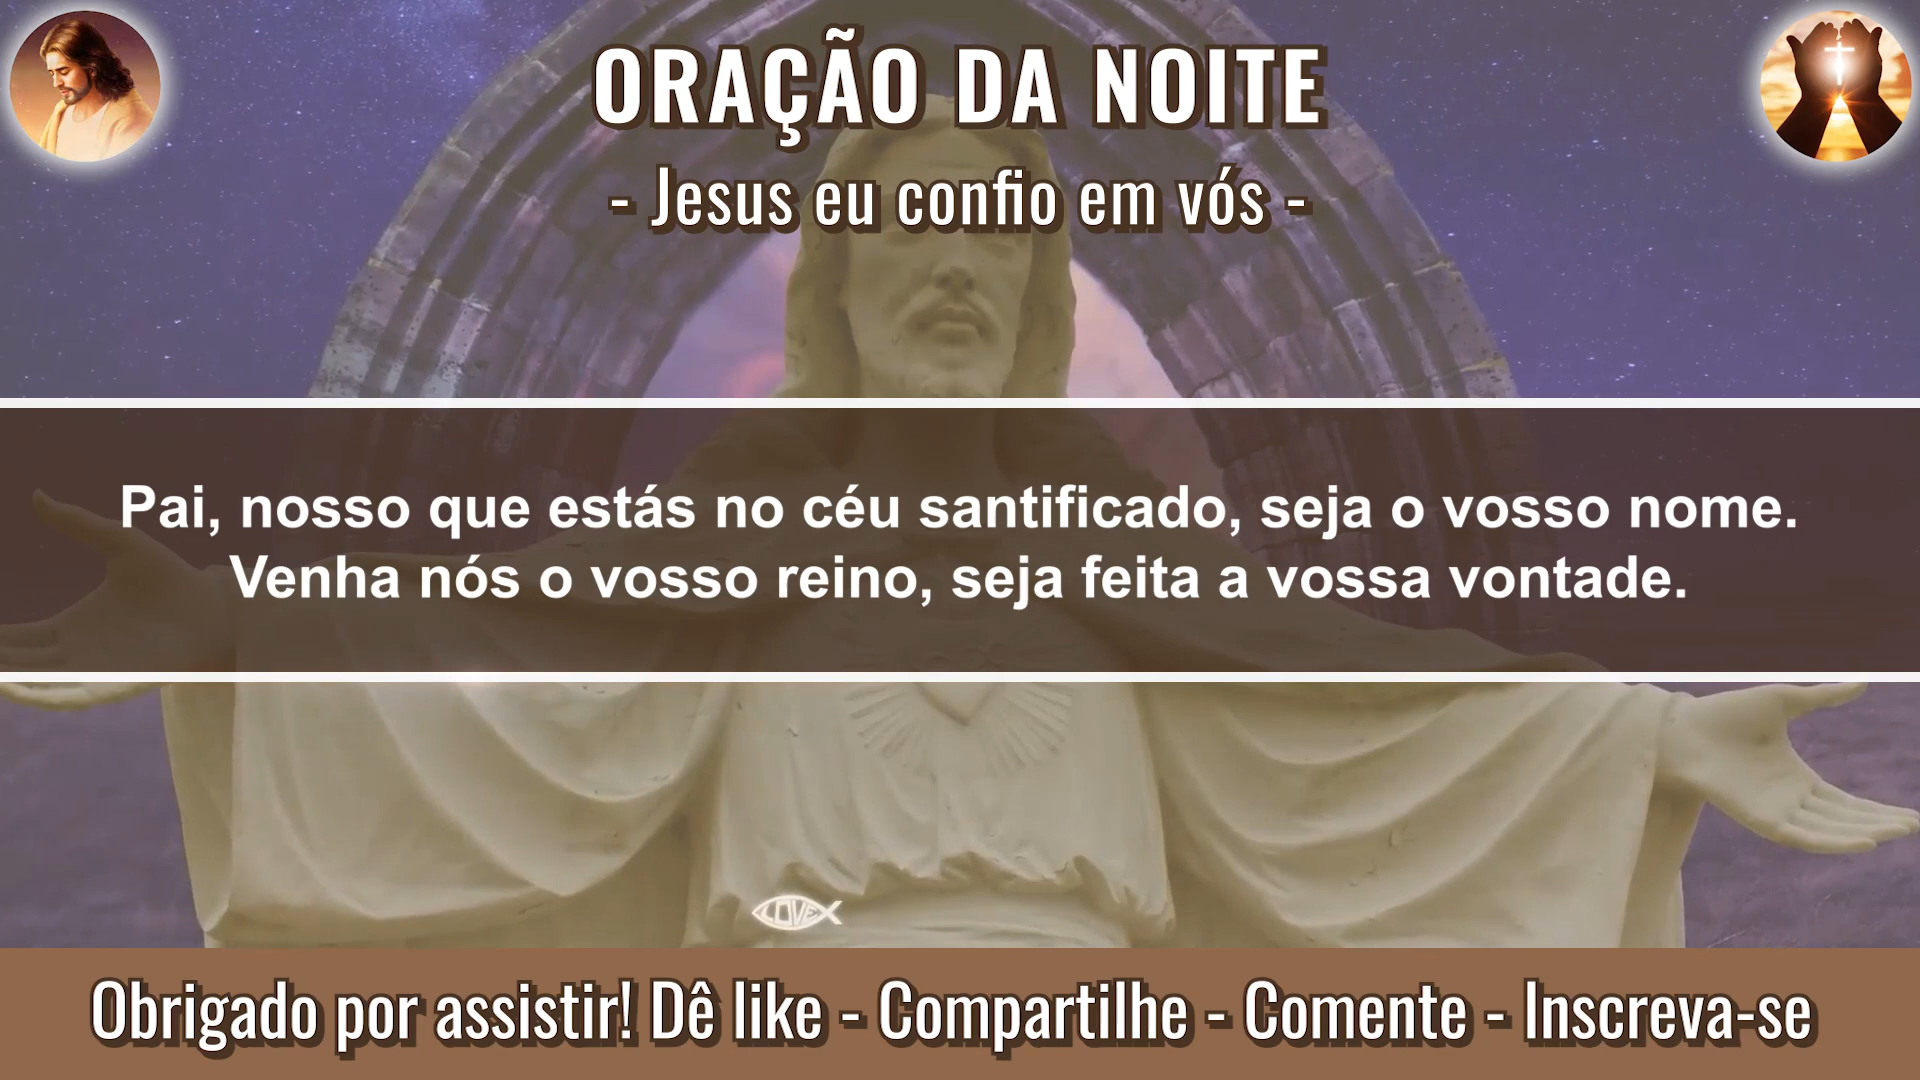 ORAÇÃO DA NOITE
- Jesus eu confio em vós -
Pai, nosso que estás no céu santificado, seja o vosso nome.
Venha nós o vosso reino, seja feita a vossa vontade.
LOVE
Obrigado por assistir! Dê like - Compartilhe - Comente - Inscreva-se